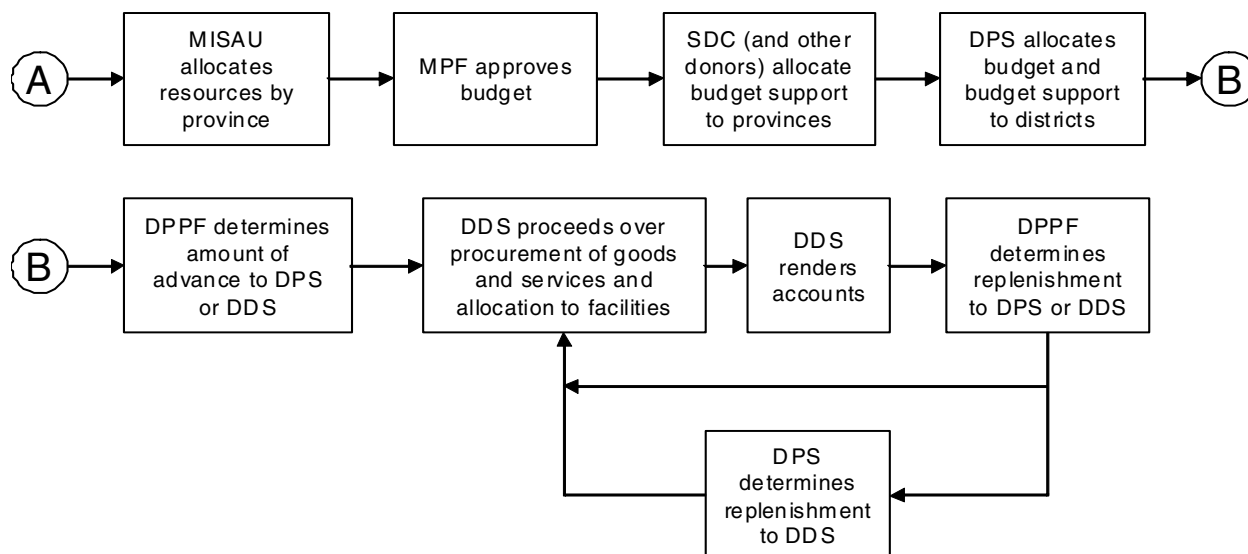 A
MISAU
allocates
resources by
province
MPF approves
budget
SDC (and other
donors) allocate
budget support
to provinces
DPS allocates
budget and
budget support
to districts
B
B
DPPF determines
amount of
advance to DPS
or DDS
DDS proceeds over
procurement of goods
and services and
allocation to facilities
DDS
renders
accounts
DPPF
determines
replenishment
to DPS or DDS
DPS
determines
replenishment
to DDS